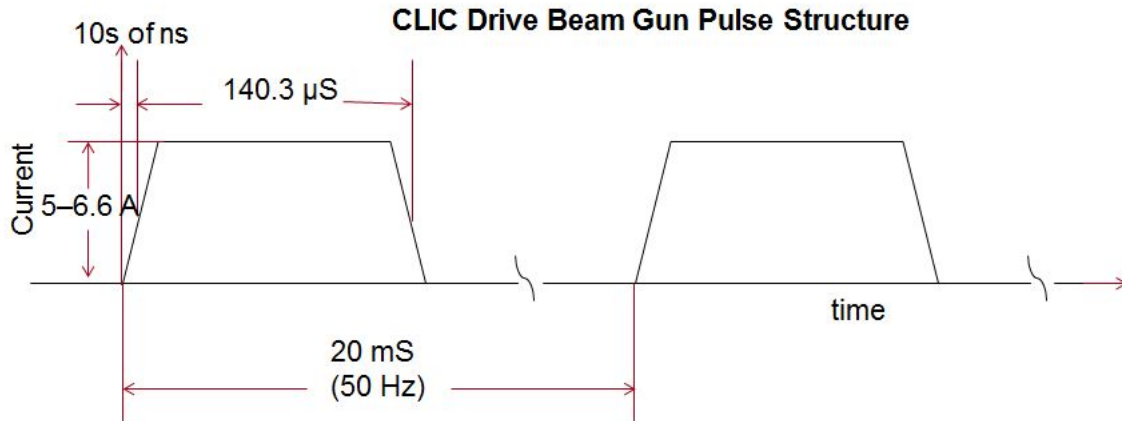 CLIC Drive Beam Gun Pulse Structure
10s of ns
140.3 µS
Current
5–6.6 A
time
20 mS
(50 Hz)